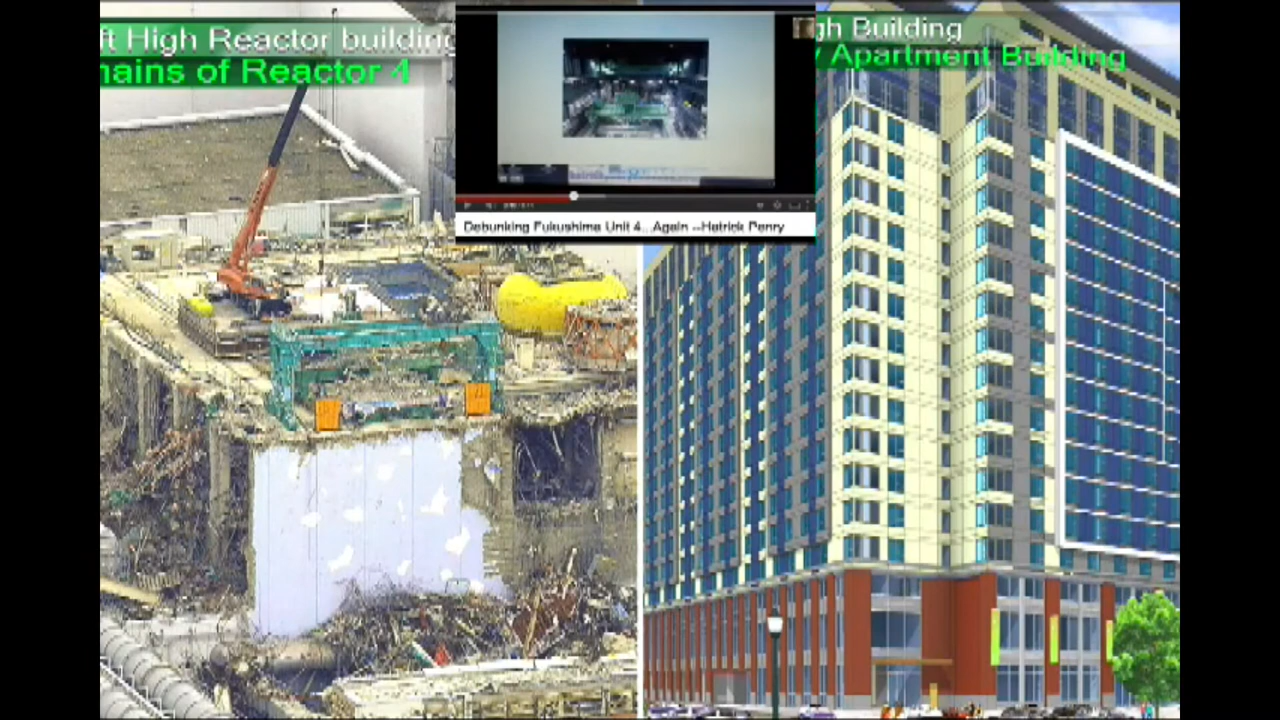 ft High Reactor building
mains of Reactor 4
gh Building
y Apartment Building
Debunking Fukushima Unit 4...Again --Hatrick Penry